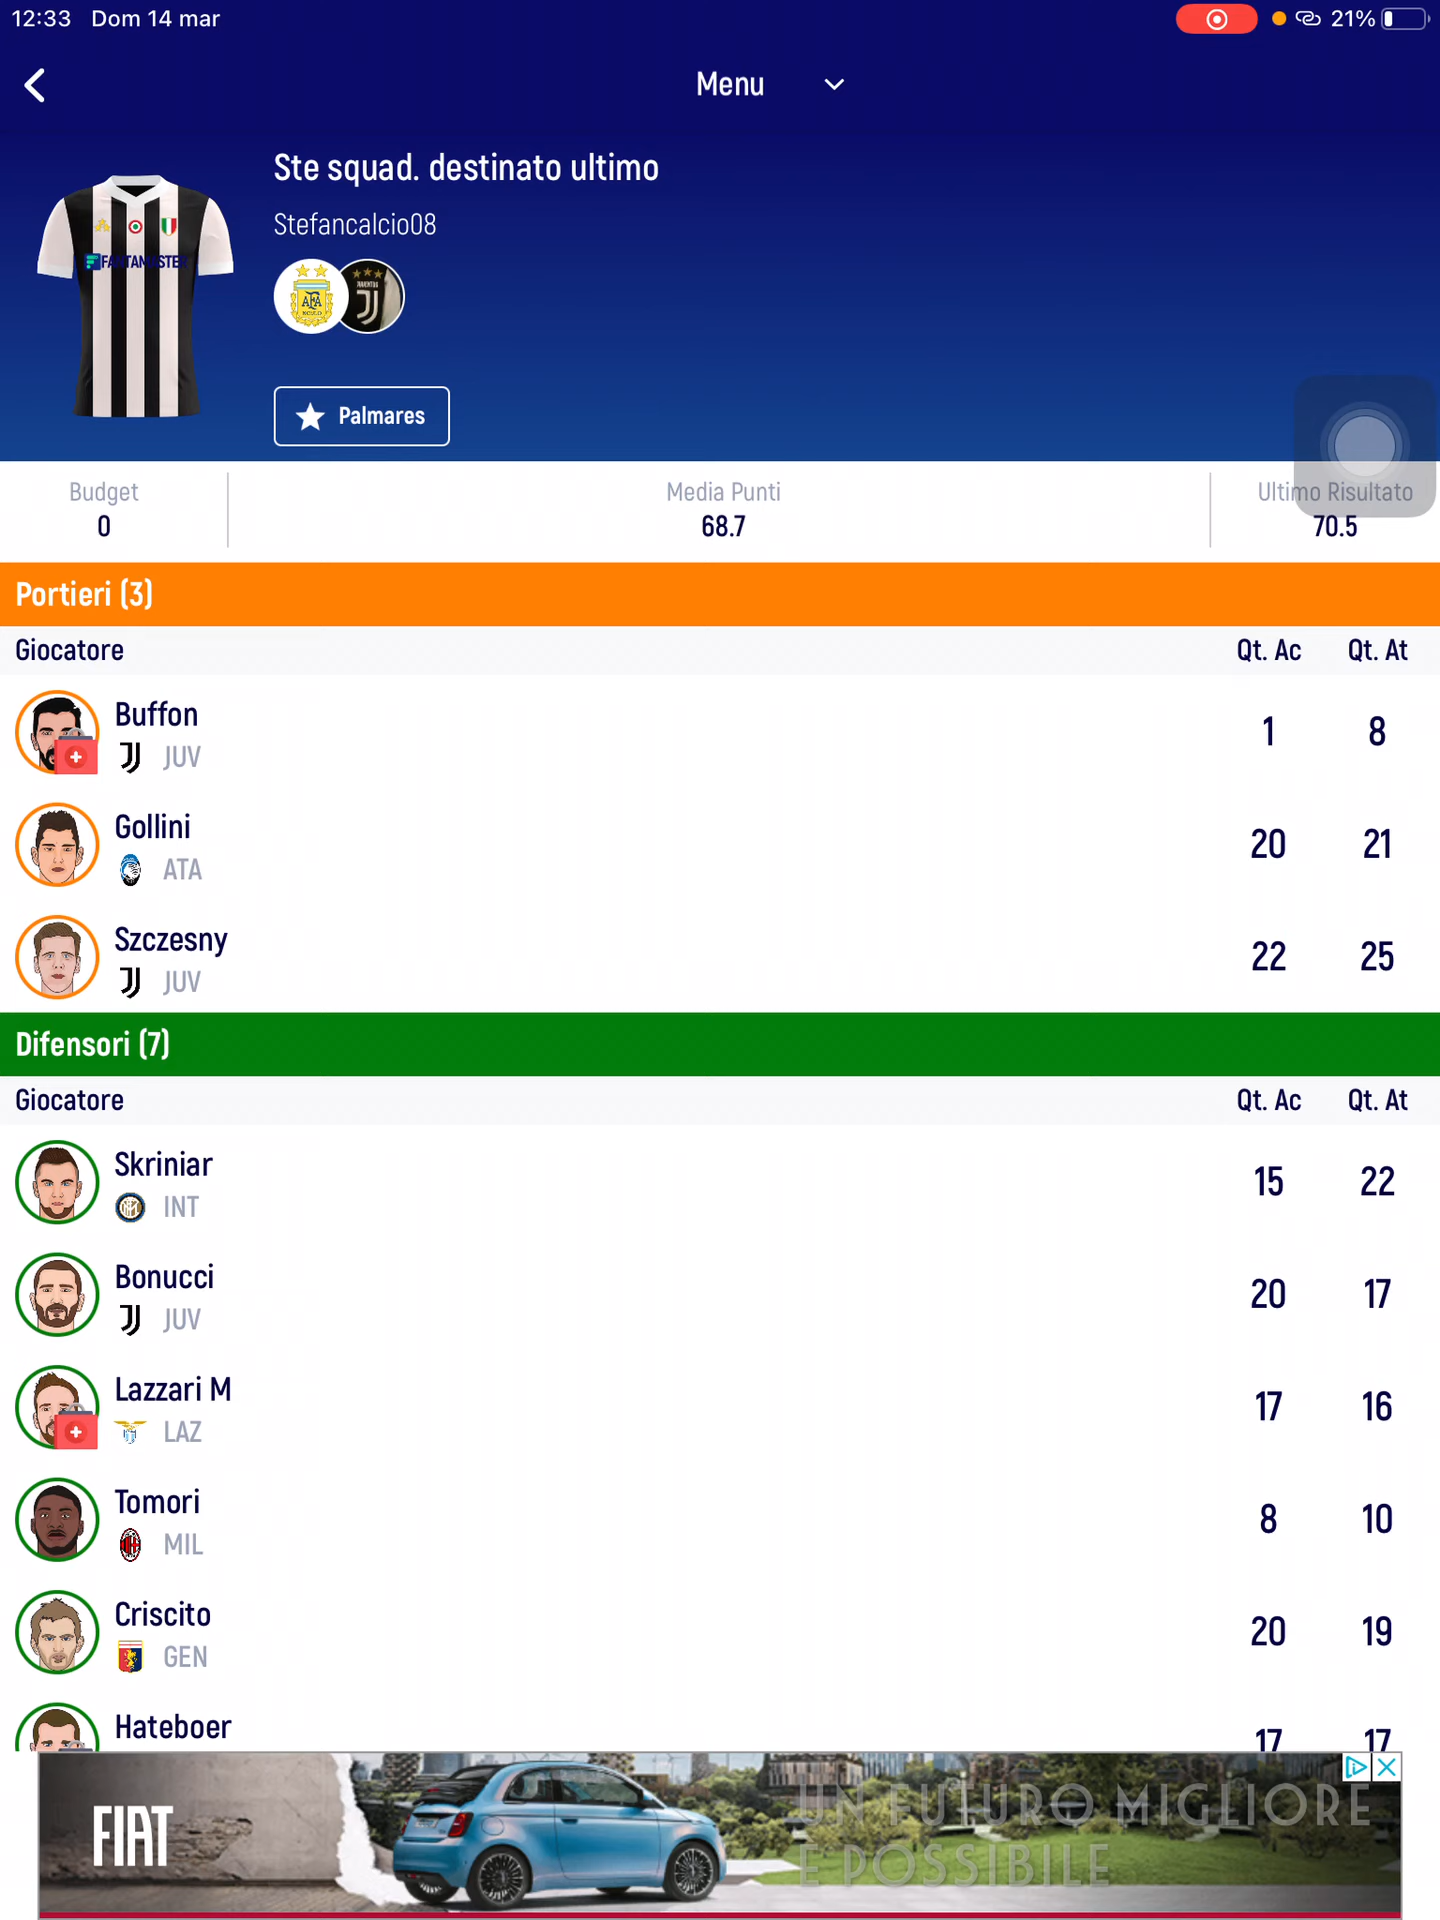 12:33 Dom 14 mar
21%
Menu
Ste squad. destinato ultimo
Stefancalcio08
AFA
JUVENTUS
FANTAMASTER
Palmares
Budget
Media Punti
Ultimo Risultato
0
68.7
70.5
Portieri (3)
Giocatore Qt. Ac Qt. At
Buffon
JUV
1 8
Gollini
ATA
20 21
Szczesny
JUV
22 25
Difensori (7)
Giocatore Qt. Ac Qt. At
Skriniar
INT
15 22
Bonucci
JUV
20 17
Lazzari M
LAZ
17 16
Tomori
MIL
8 10
Criscito
GEN
20 19
Hateboer
17 17
FIAT
UN FUTURO MIGLIORE
È POSSIBILE